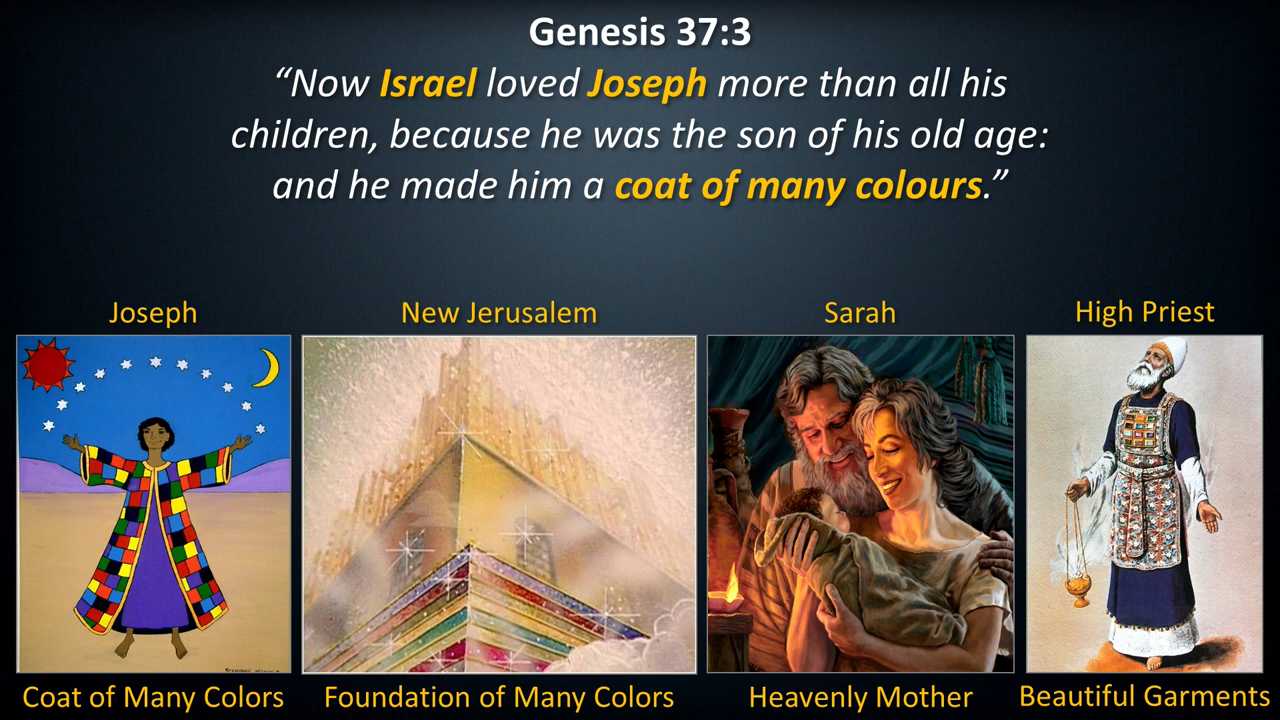 Genesis 37:3
“Now Israel loved Joseph more than all his
children, because he was the son of his old age:
and he made him a coat of many colours.”
Joseph
New Jerusalem
Sarah
High Priest
Coat of Many Colors
Foundation of Many Colors
Heavenly Mother
Beautiful Garments